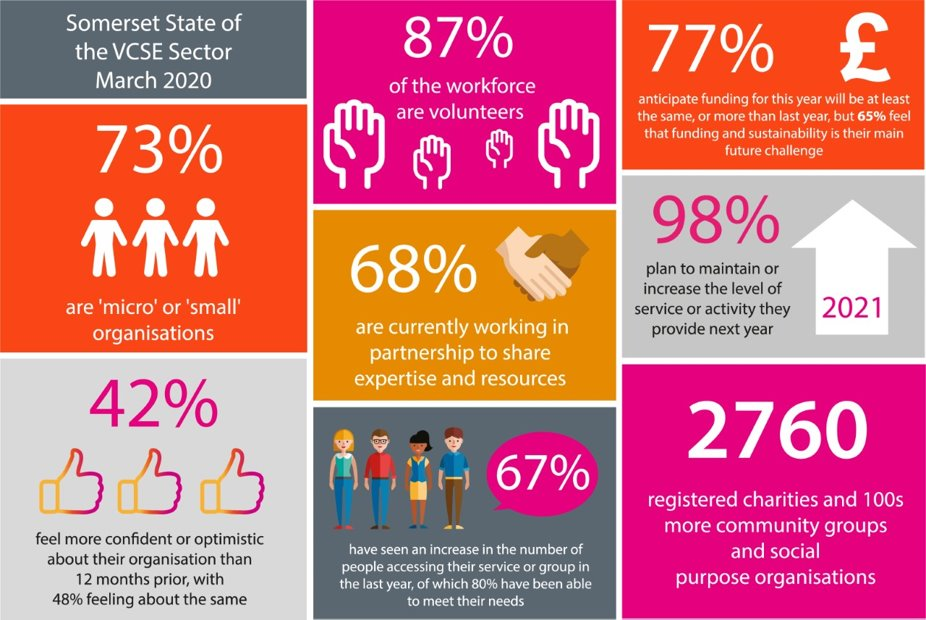 Somerset State of
the VCSE Sector
March 2020
73%
are 'micro' or 'small'
organisations
42%
feel more confident or optimistic
about their organisation than
12 months prior, with
48% feeling about the same
87%
of the workforce
are volunteers
68%
are currently working in
partnership to share
expertise and resources
67%
have seen an increase in the number of
people accessing their service or group in
the last year, of which 80% have been able
to meet their needs
77%
£
anticipate funding for this year will be at least
the same, or more than last year, but 65% feel
that funding and sustainability is their main
future challenge
98%
plan to maintain or
increase the level of
service or activity they
provide next year
2021
2760
registered charities and 100s
more community groups
and social
purpose organisations